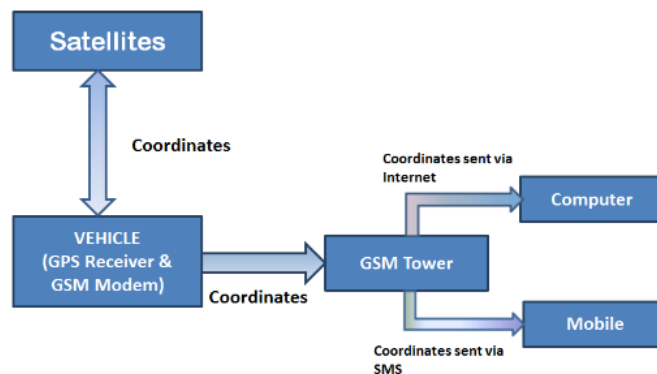 Satellites
Coordinates
VEHICLE
(GPS Receiver &
GSM Modem)
Coordinates
GSM Tower
Coordinates sent via
Internet
Computer
Mobile
Coordinates sent via
SMS